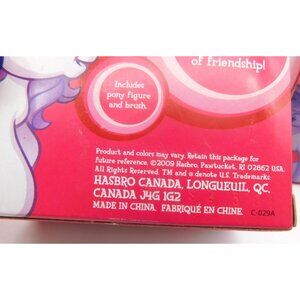 of Friendship!
Includes
pony figure
and brush.
Product and colors may vary. Retain this package for
future reference. ©2009 Hasbro, Pawtucket, RI 02862 USA.
All Rights Reserved. TM and ® denote U.S. Trademarks.
HASBRO CANADA, LONGUEUIL, QC,
CANADA J4G 1G2
MADE IN CHINA. FABRIQUÉ EN CHINE.
C-029A